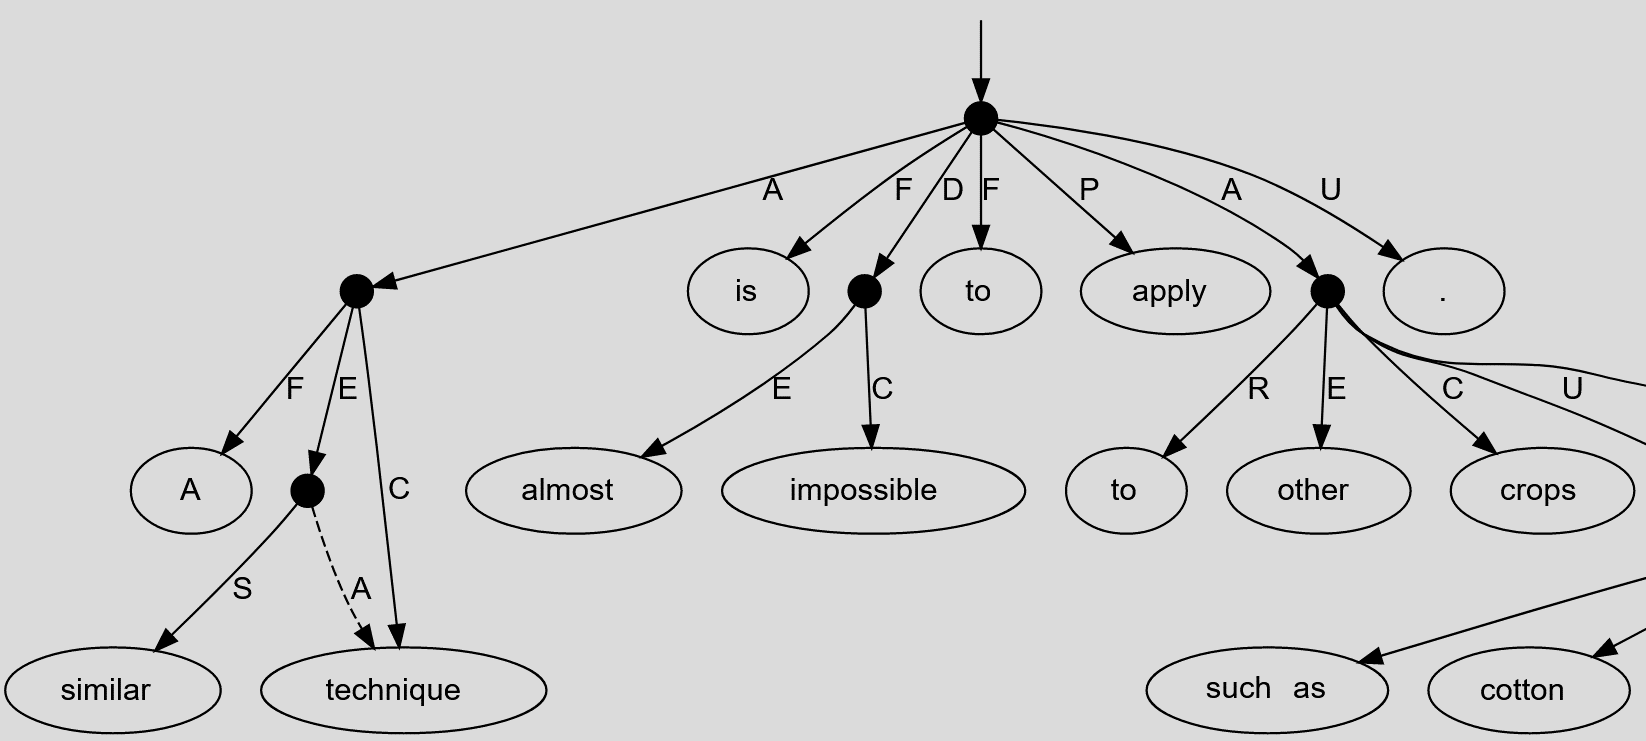 A F D F P A U
is to apply .
F E E C R E C U
A C almost impossible to other crops
S A
similar technique such as cotton